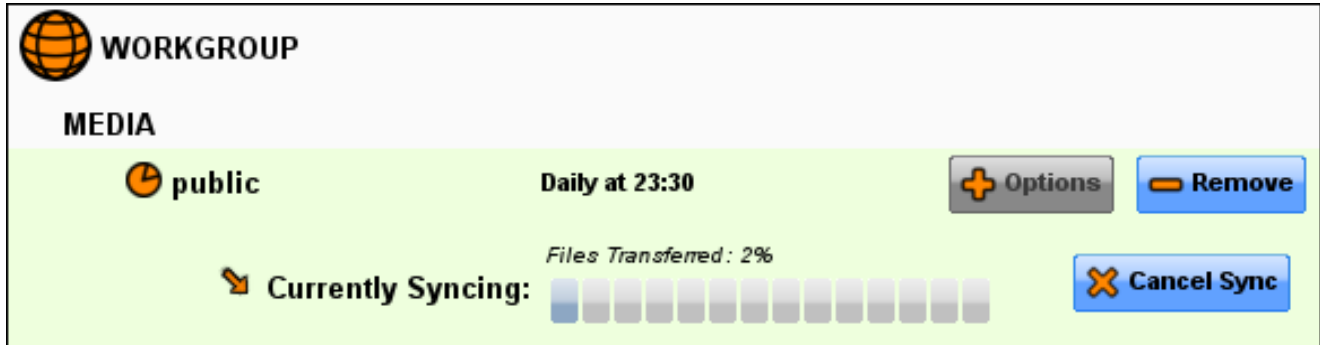 WORKGROUP
MEDIA
public Daily at 23:30 Options Remove
Files Transferred: 2%
Currently Syncing: Cancel Sync